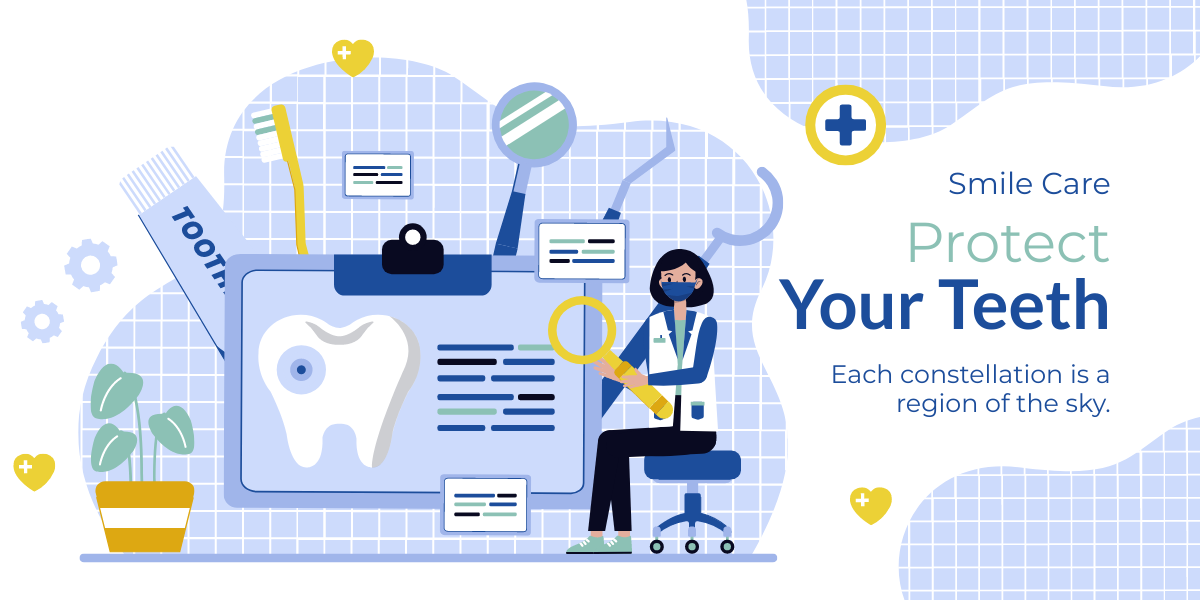 TOOTH
Smile Care
Protect
Your Teeth
Each constellation is a
region of the sky.